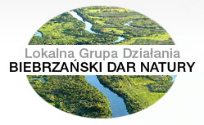 Lokalna Grupa Działania
BIEBRZAŃSKI DAR NATURY